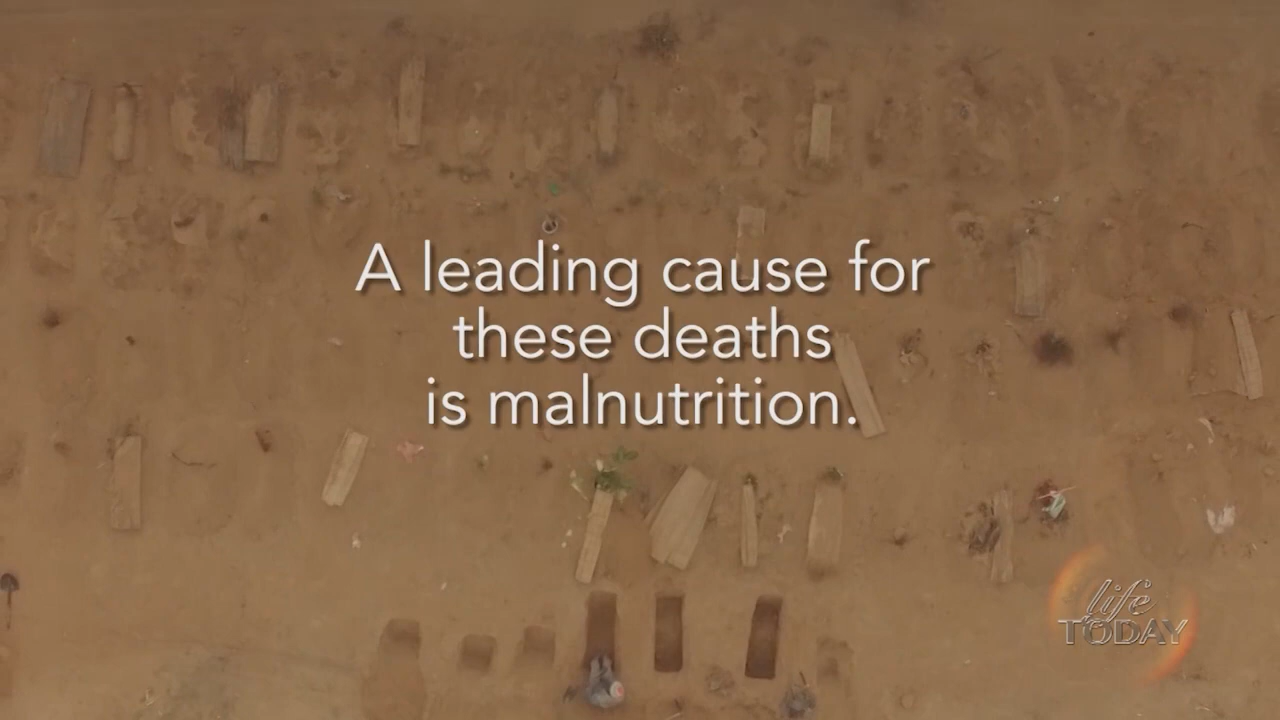 A leading cause for
these deaths
is malnutrition.
life
TODAY